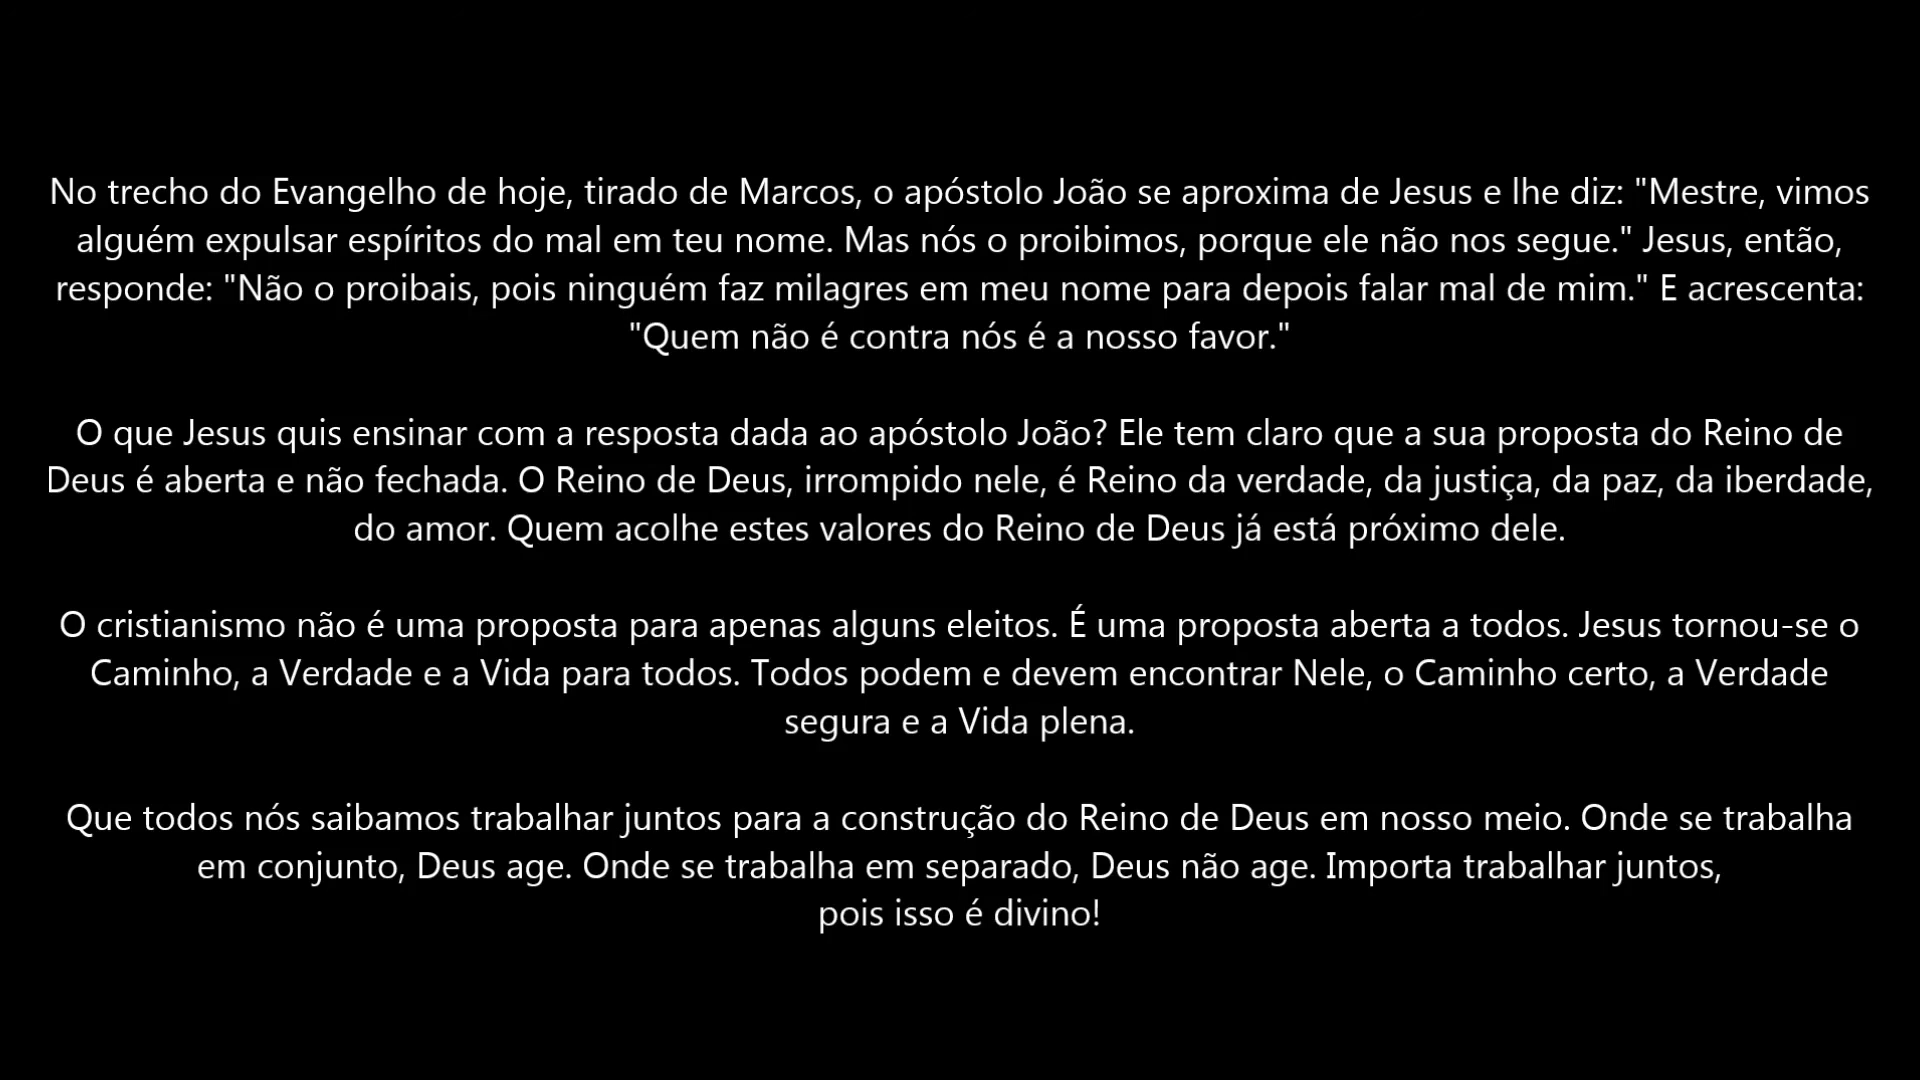 No trecho do Evangelho de hoje, tirado de Marcos, o apóstolo João se aproxima de Jesus e lhe diz: "Mestre, vimos
alguém expulsar espíritos do mal em teu nome. Mas nós o proibimos, porque ele não nos segue." Jesus, então,
responde: "Não o proibais, pois ninguém faz milagres em meu nome para depois falar mal de mim." E acrescenta:
"Quem não é contra nós é a nosso favor."
O que Jesus quis ensinar com a resposta dada ao apóstolo João? Ele tem claro que a sua proposta do Reino de
Deus é aberta e não fechada. O Reino de Deus, irrompido nele, é Reino da verdade, da justiça, da paz, da iberdade,
do amor. Quem acolhe estes valores do Reino de Deus já está próximo dele.
O cristianismo não é uma proposta para apenas alguns eleitos. É uma proposta aberta a todos. Jesus tornou-se o
Caminho, a Verdade e a Vida para todos. Todos podem e devem encontrar Nele, o Caminho certo, a Verdade
segura e a Vida plena.
Que todos nós saibamos trabalhar juntos para a construção do Reino de Deus em nosso meio. Onde se trabalha
em conjunto, Deus age. Onde se trabalha em separado, Deus não age. Importa trabalhar juntos,
pois isso é divino!